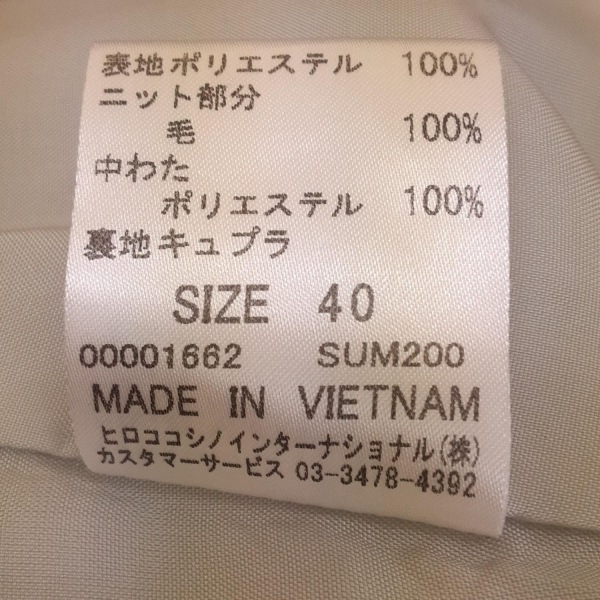 表地ポリエステル 100%
ニット部分
毛 100%
中わた
ポリエステル 100%
裏地キュプラ
SIZE 40
00001662 SUM200
MADE IN VIETNAM
ヒロココシノインターナショナル(株)
カスタマーサービス 03-3478-4392